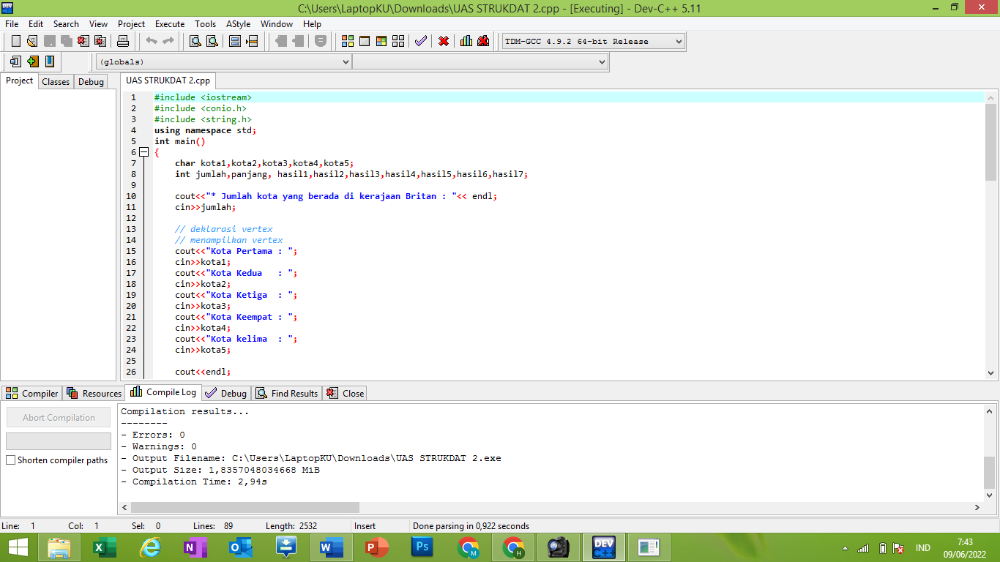 C:\Users\LaptopKU\Downloads\UAS STRUKDAT 2.cpp - [Executing] - Dev-C++ 5.11
File Edit Search View Project Execute Tools AStyle Window Help
TDM-GCC 4.9.2 64-bit Release
(globals)
Project Classes Debug
UAS STRUKDAT 2.cpp
1 #include <iostream>
2 #include <conio.h>
3 #include <string.h>
4 using namespace std;
5 int main()
6 {
7 char kota1,kota2,kota3,kota4,kota5;
8 int jumlah,panjang, hasil1,hasil2,hasil3,hasil4,hasil5,hasil6,hasil7;
9
10 cout<<"* Jumlah kota yang berada di kerajaan Britan : "<< endl;
11 cin>>jumlah;
12
13 // deklarasi vertex
14 // menampilkan vertex
15 cout<<"Kota Pertama : ";
16 cin>>kota1;
17 cout<<"Kota Kedua   : ";
18 cin>>kota2;
19 cout<<"Kota Ketiga  : ";
20 cin>>kota3;
21 cout<<"Kota Keempat : ";
22 cin>>kota4;
23 cout<<"Kota kelima  : ";
24 cin>>kota5;
25
26 cout<<endl;
Compiler Resources Compile Log Debug Find Results Close
Abort Compilation
Shorten compiler paths
Compilation results...
--------
- Errors: 0
- Warnings: 0
- Output Filename: C:\Users\LaptopKU\Downloads\UAS STRUKDAT 2.exe
- Output Size: 1,8357048034668 MiB
- Compilation Time: 2,94s
Line: 1 Col: 1 Sel: 0 Lines: 89 Length: 2532 Insert Done parsing in 0,922 seconds
IND
7:43
09/06/2022